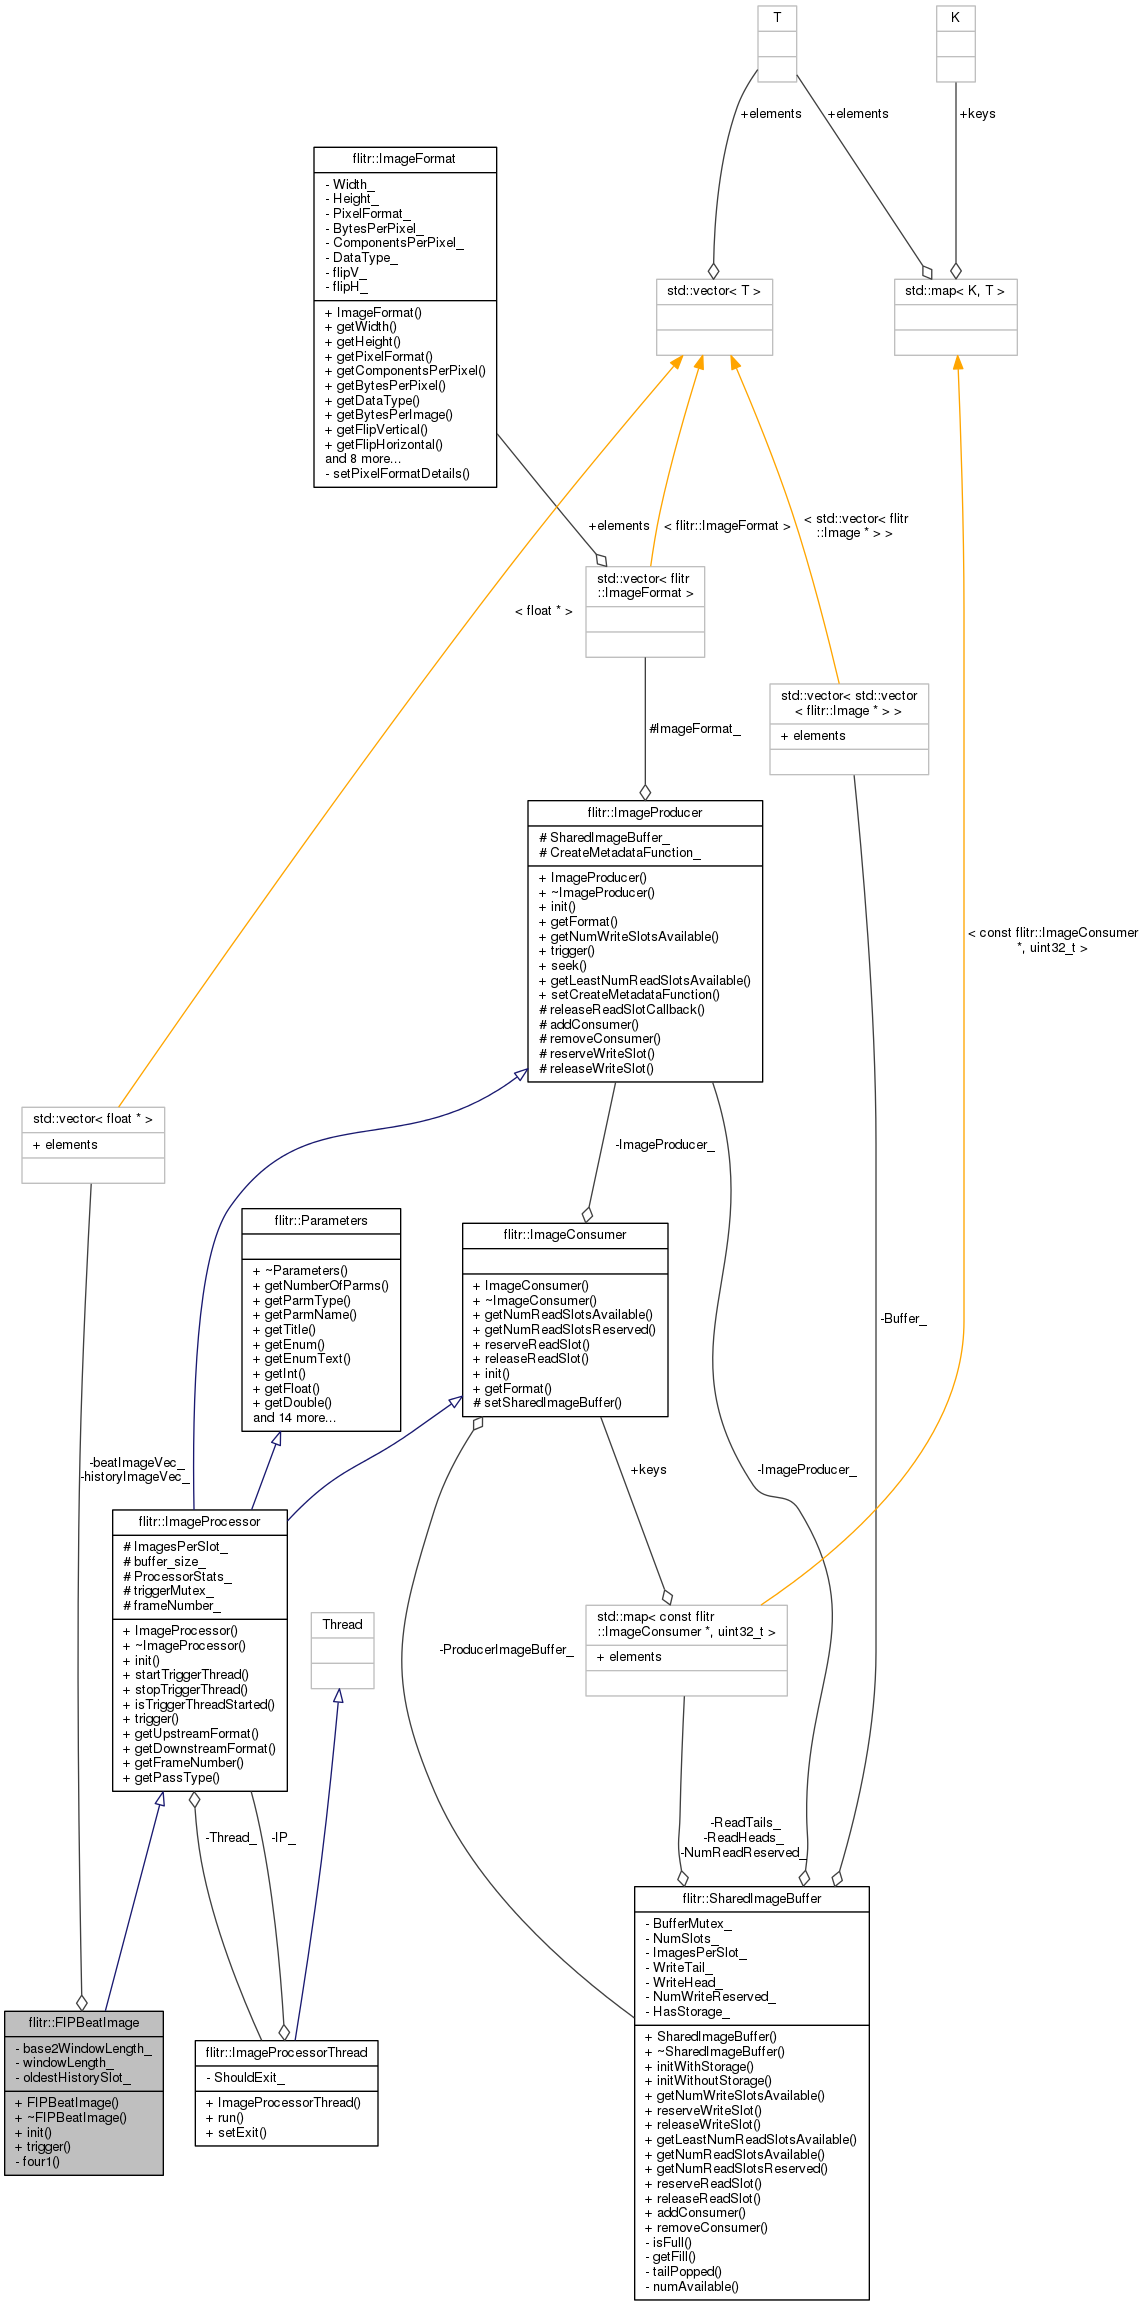 T
K
+elements
+elements
+keys
flitr::ImageFormat
- Width_
- Height_
- PixelFormat_
- BytesPerPixel_
- ComponentsPerPixel_
- DataType_
- flipV_
- flipH_
+ ImageFormat()
+ getWidth()
+ getHeight()
+ getPixelFormat()
+ getComponentsPerPixel()
+ getBytesPerPixel()
+ getDataType()
+ getBytesPerImage()
+ getFlipVertical()
+ getFlipHorizontal()
and 8 more...
- setPixelFormatDetails()
std::vector< T >
std::map< K, T >
+elements
< flitr::ImageFormat >
< std::vector< flitr
::Image * > >
std::vector< flitr
::ImageFormat >
< float * >
std::vector< std::vector
< flitr::Image * > >
+ elements
#ImageFormat_
flitr::ImageProducer
# SharedImageBuffer_
# CreateMetadataFunction_
+ ImageProducer()
+ ~ImageProducer()
+ init()
+ getFormat()
+ getNumWriteSlotsAvailable()
+ trigger()
+ seek()
+ getLeastNumReadSlotsAvailable()
+ setCreateMetadataFunction()
# releaseReadSlotCallback()
# addConsumer()
# removeConsumer()
# reserveWriteSlot()
# releaseWriteSlot()
< const flitr::ImageConsumer
*, uint32_t >
std::vector< float * >
+ elements
-ImageProducer_
flitr::Parameters
+ ~Parameters()
+ getNumberOfParms()
+ getParmType()
+ getParmName()
+ getTitle()
+ getEnum()
+ getEnumText()
+ getInt()
+ getFloat()
+ getDouble()
and 14 more...
flitr::ImageConsumer
+ ImageConsumer()
+ ~ImageConsumer()
+ getNumReadSlotsAvailable()
+ getNumReadSlotsReserved()
+ reserveReadSlot()
+ releaseReadSlot()
+ init()
+ getFormat()
# setSharedImageBuffer()
-Buffer_
-beatImageVec_
-historyImageVec_
+keys
-ImageProducer_
flitr::ImageProcessor
# ImagesPerSlot_
# buffer_size_
# ProcessorStats_
# triggerMutex_
# frameNumber_
+ ImageProcessor()
+ ~ImageProcessor()
+ init()
+ startTriggerThread()
+ stopTriggerThread()
+ isTriggerThreadStarted()
+ trigger()
+ getUpstreamFormat()
+ getDownstreamFormat()
+ getFrameNumber()
+ getPassType()
Thread
-ProducerImageBuffer_
std::map< const flitr
::ImageConsumer *, uint32_t >
+ elements
-Thread_
-IP_
-ReadTails_
-ReadHeads_
-NumReadReserved_
flitr::FIPBeatImage
- base2WindowLength_
- windowLength_
- oldestHistorySlot_
+ FIPBeatImage()
+ ~FIPBeatImage()
+ init()
+ trigger()
- four1()
flitr::ImageProcessorThread
- ShouldExit_
+ ImageProcessorThread()
+ run()
+ setExit()
flitr::SharedImageBuffer
- BufferMutex_
- NumSlots_
- ImagesPerSlot_
- WriteTail_
- WriteHead_
- NumWriteReserved_
- HasStorage_
+ SharedImageBuffer()
+ ~SharedImageBuffer()
+ initWithStorage()
+ initWithoutStorage()
+ getNumWriteSlotsAvailable()
+ reserveWriteSlot()
+ releaseWriteSlot()
+ getLeastNumReadSlotsAvailable()
+ getNumReadSlotsAvailable()
+ getNumReadSlotsReserved()
+ reserveReadSlot()
+ releaseReadSlot()
+ addConsumer()
+ removeConsumer()
- isFull()
- getFill()
- tailPopped()
- numAvailable()